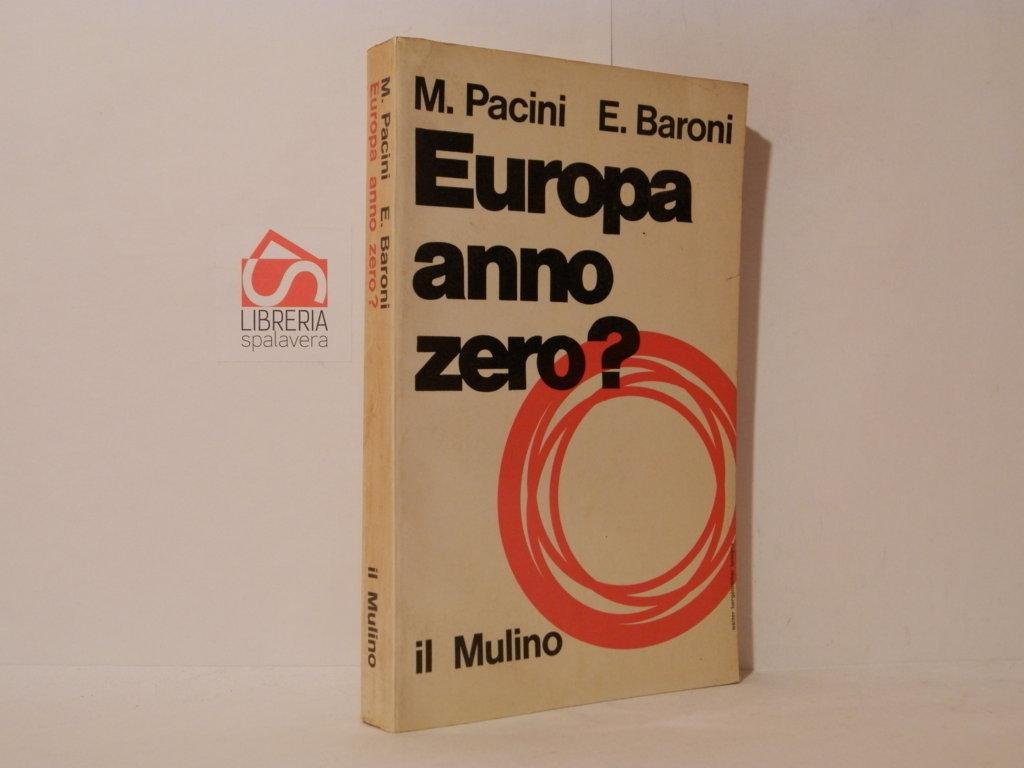 M. Pacini E. Baroni
Europa
anno
zero?
il Mulino
M. Pacini E. Baroni
Europa anno zero?
il Mulino
LIBRERIA
spalavera